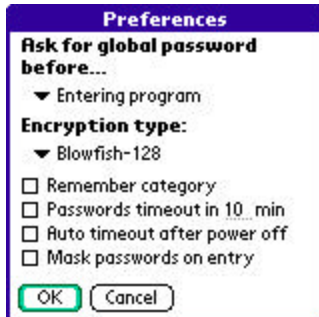 Preferences
Ask for global password
before...
Entering program
Encryption type:
Blowfish-128
Remember category
Passwords timeout in 10 min
Auto timeout after power off
Mask passwords on entry
OK Cancel